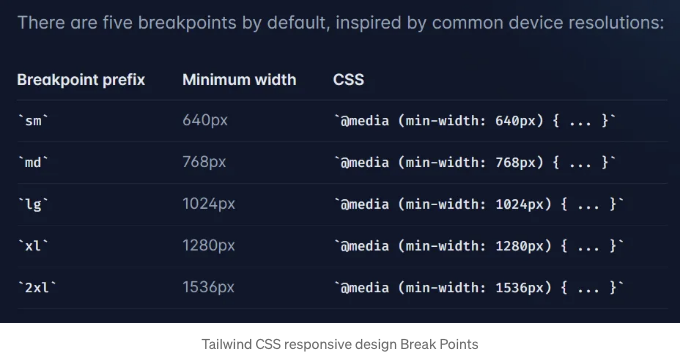 There are five breakpoints by default, inspired by common device resolutions:
Breakpoint prefix Minimum width CSS
`sm` 640px `@media (min-width: 640px) { ... }`
`md` 768px `@media (min-width: 768px) { ... }`
`lg` 1024px `@media (min-width: 1024px) { ... }`
`xl` 1280px `@media (min-width: 1280px) { ... }`
`2xl` 1536px `@media (min-width: 1536px) { ... }`
Tailwind CSS responsive design Break Points